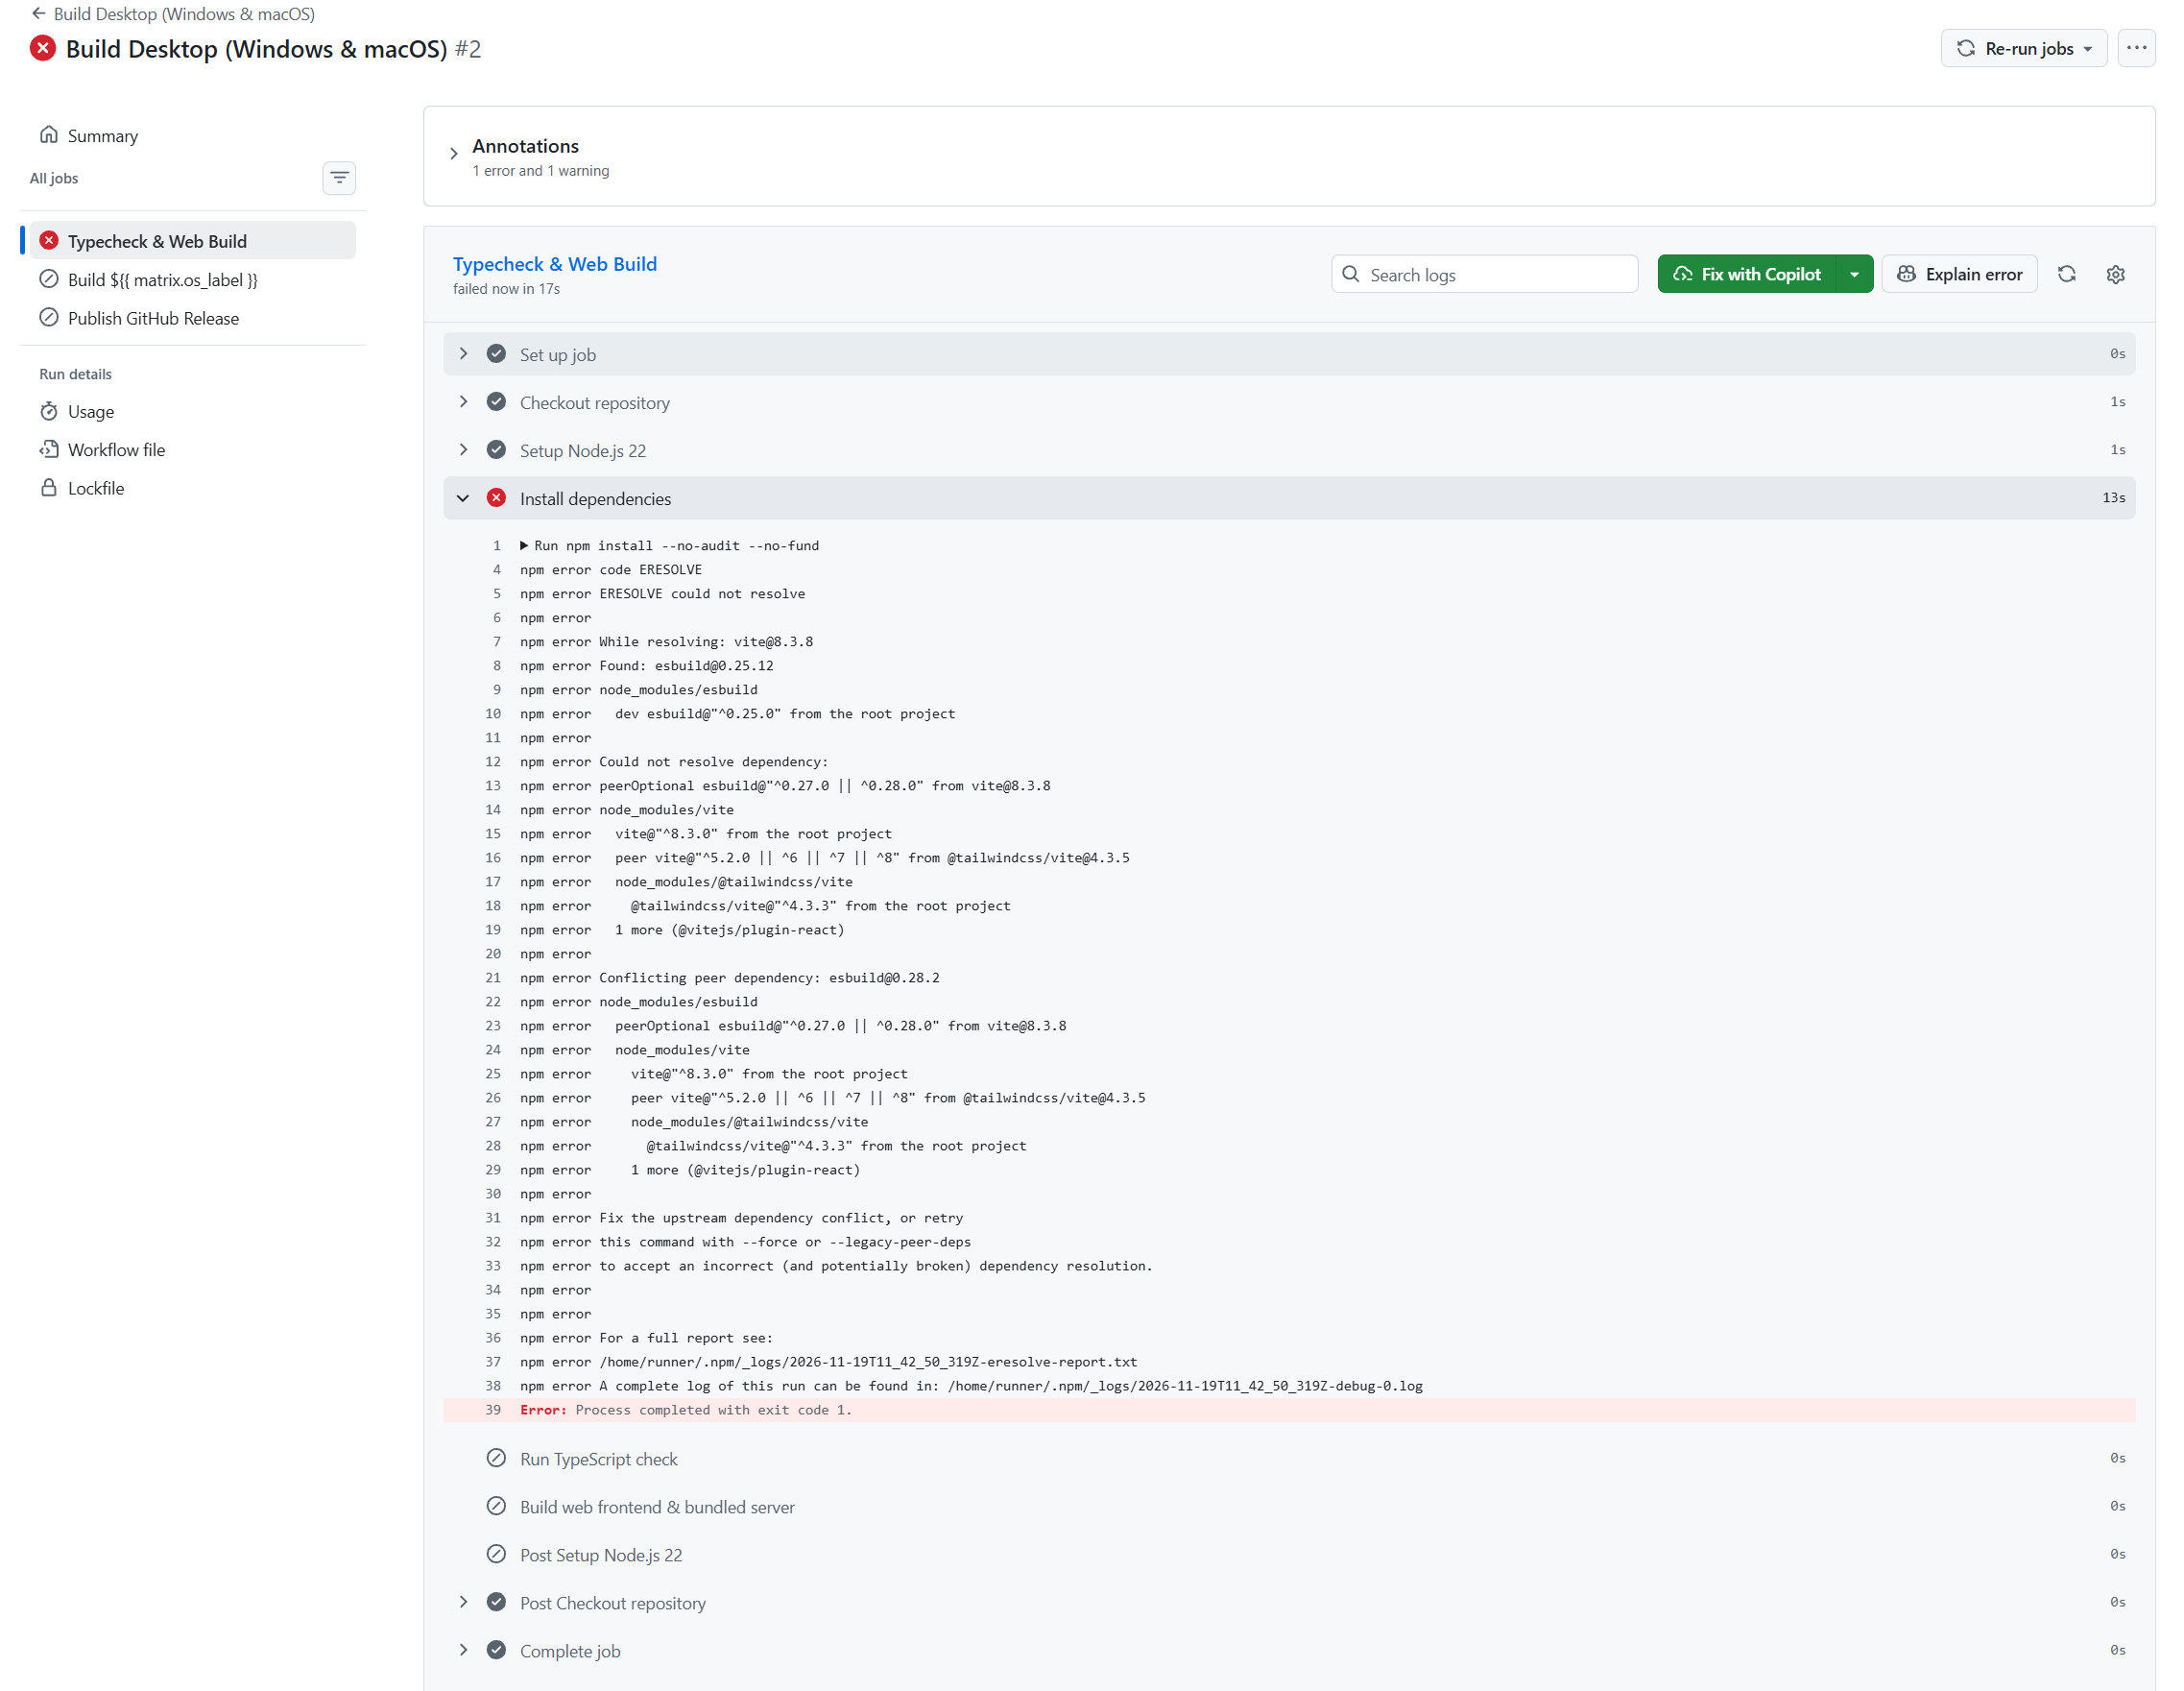 Build Desktop (Windows & macOS)
Build Desktop (Windows & macOS) #2
Re-run jobs
Summary
All jobs
Typecheck & Web Build
Build ${{ matrix.os_label }}
Publish GitHub Release
Run details
Usage
Workflow file
Lockfile
Annotations
1 error and 1 warning
Typecheck & Web Build
failed now in 17s
Search logs
Fix with Copilot
Explain error
Set up job 0s
Checkout repository 1s
Setup Node.js 22 1s
Install dependencies 13s
1 Run npm install --no-audit --no-fund
4 npm error code ERESOLVE
5 npm error ERESOLVE could not resolve
6 npm error
7 npm error While resolving: vite@8.3.8
8 npm error Found: esbuild@0.25.12
9 npm error node_modules/esbuild
10 npm error   dev esbuild@"^0.25.0" from the root project
11 npm error
12 npm error Could not resolve dependency:
13 npm error peerOptional esbuild@"^0.27.0 || ^0.28.0" from vite@8.3.8
14 npm error node_modules/vite
15 npm error   vite@"^8.3.0" from the root project
16 npm error   peer vite@"^5.2.0 || ^6 || ^7 || ^8" from @tailwindcss/vite@4.3.5
17 npm error   node_modules/@tailwindcss/vite
18 npm error     @tailwindcss/vite@"^4.3.3" from the root project
19 npm error   1 more (@vitejs/plugin-react)
20 npm error
21 npm error Conflicting peer dependency: esbuild@0.28.2
22 npm error node_modules/esbuild
23 npm error   peerOptional esbuild@"^0.27.0 || ^0.28.0" from vite@8.3.8
24 npm error   node_modules/vite
25 npm error     vite@"^8.3.0" from the root project
26 npm error     peer vite@"^5.2.0 || ^6 || ^7 || ^8" from @tailwindcss/vite@4.3.5
27 npm error     node_modules/@tailwindcss/vite
28 npm error       @tailwindcss/vite@"^4.3.3" from the root project
29 npm error     1 more (@vitejs/plugin-react)
30 npm error
31 npm error Fix the upstream dependency conflict, or retry
32 npm error this command with --force or --legacy-peer-deps
33 npm error to accept an incorrect (and potentially broken) dependency resolution.
34 npm error
35 npm error
36 npm error For a full report see:
37 npm error /home/runner/.npm/_logs/2026-11-19T11_42_50_319Z-eresolve-report.txt
38 npm error A complete log of this run can be found in: /home/runner/.npm/_logs/2026-11-19T11_42_50_319Z-debug-0.log
39 Error: Process completed with exit code 1.
Run TypeScript check 0s
Build web frontend & bundled server 0s
Post Setup Node.js 22 0s
Post Checkout repository 0s
Complete job 0s